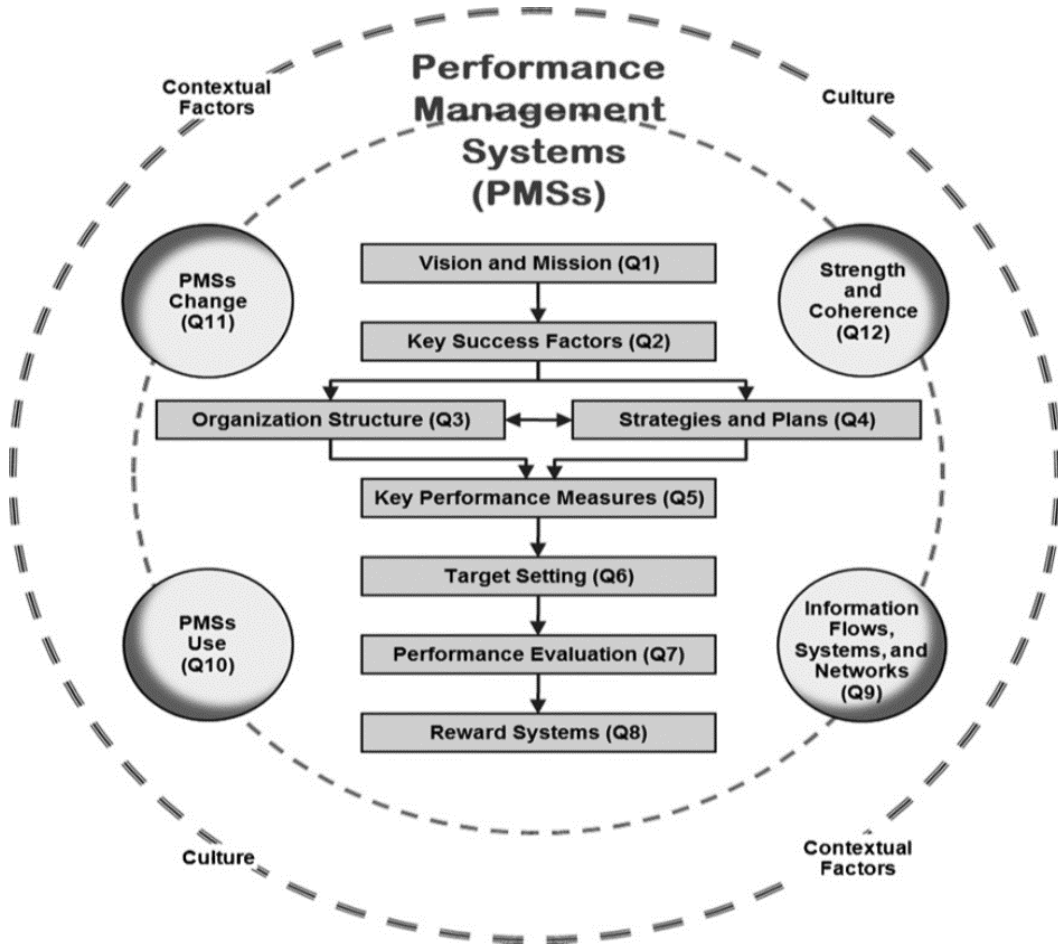 Performance
Management
Systems
(PMSs)
Contextual
Factors
Culture
PMSs
Change
(Q11)
Strength
and
Coherence
(Q12)
Vision and Mission (Q1)
Key Success Factors (Q2)
Organization Structure (Q3)
Strategies and Plans (Q4)
Key Performance Measures (Q5)
Target Setting (Q6)
Performance Evaluation (Q7)
Reward Systems (Q8)
PMSs
Use
(Q10)
Information
Flows,
Systems, and
Networks
(Q9)
Culture
Contextual
Factors